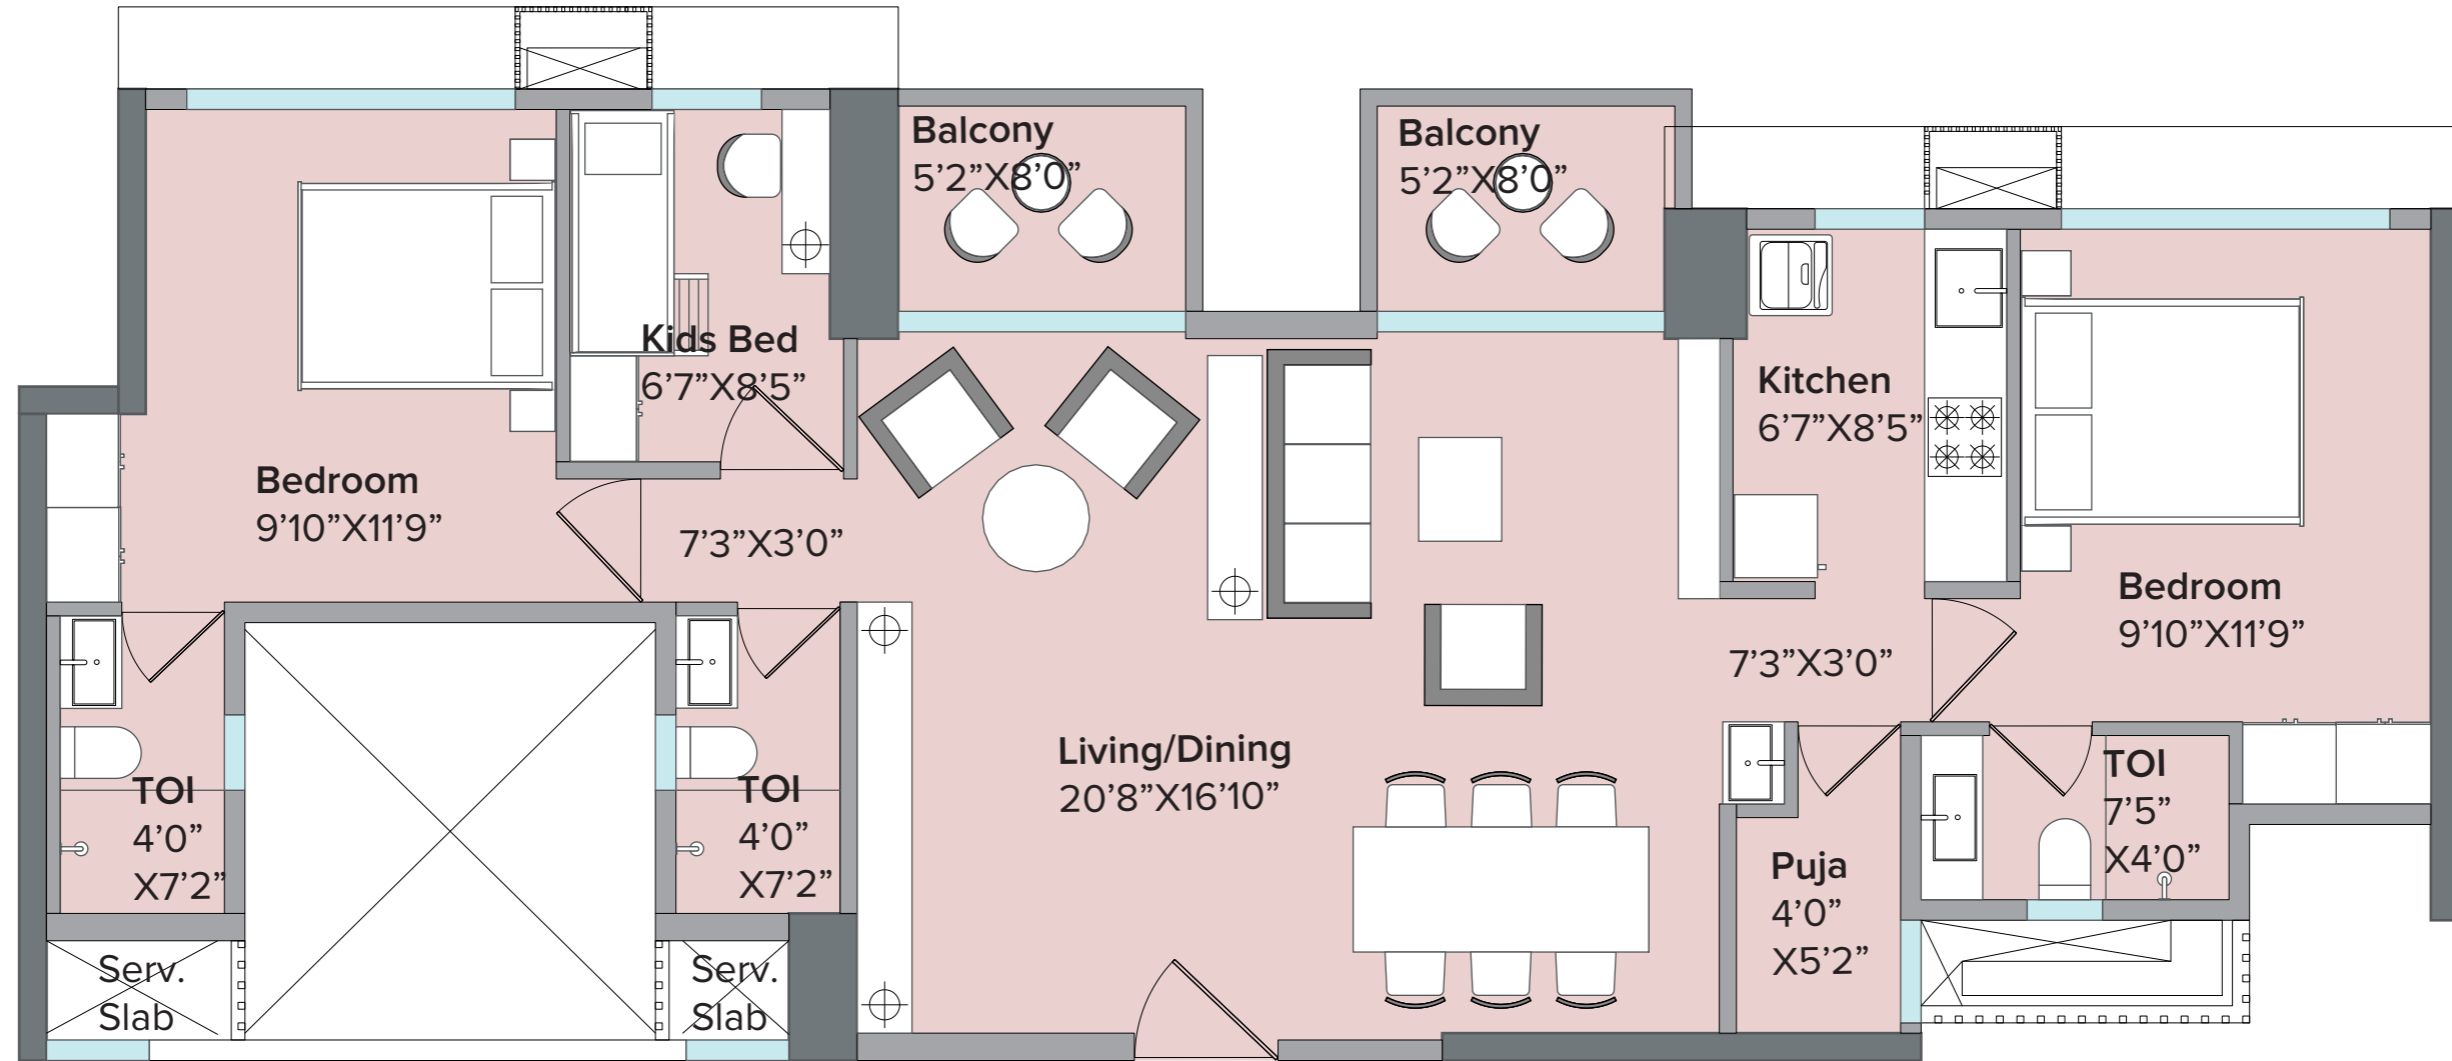 Balcony
5’2”X8’0”
Balcony
5’2”X8’0”
Kids Bed
6’7”X8’5”
Kitchen
6’7”X8’5”
Bedroom
9’10”X11’9”
7’3”X3’0”
Bedroom
9’10”X11’9”
7’3”X3’0”
Living/Dining
20’8”X16’10”
TOI
4’0”
X7’2”
TOI
4’0”
X7’2”
TOI
7’5”
X4’0”
Puja
4’0”
X5’2”
Serv.
Slab
Serv.
Slab